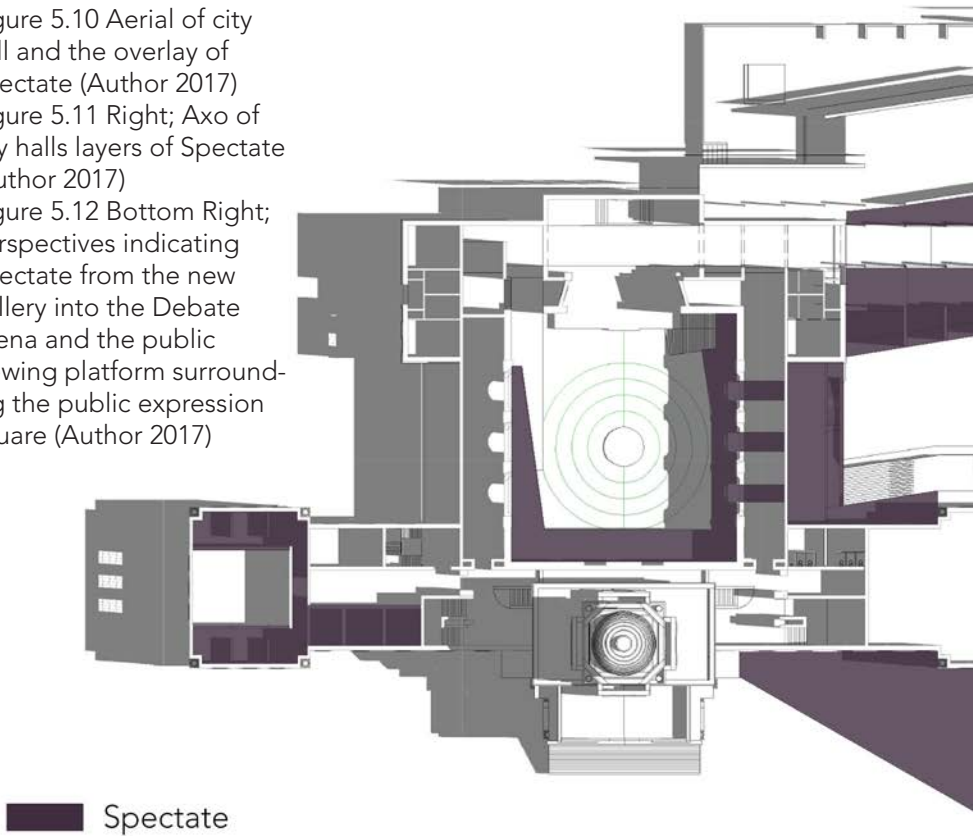 gure 5.10 Aerial of city
ll and the overlay of
ectate (Author 2017)
gure 5.11 Right; Axo of
y halls layers of Spectate
uthor 2017)
gure 5.12 Bottom Right;
rspectives indicating
ectate from the new
llery into the Debate
ena and the public
wing platform surround-
g the public expression
uare (Author 2017)
Spectate